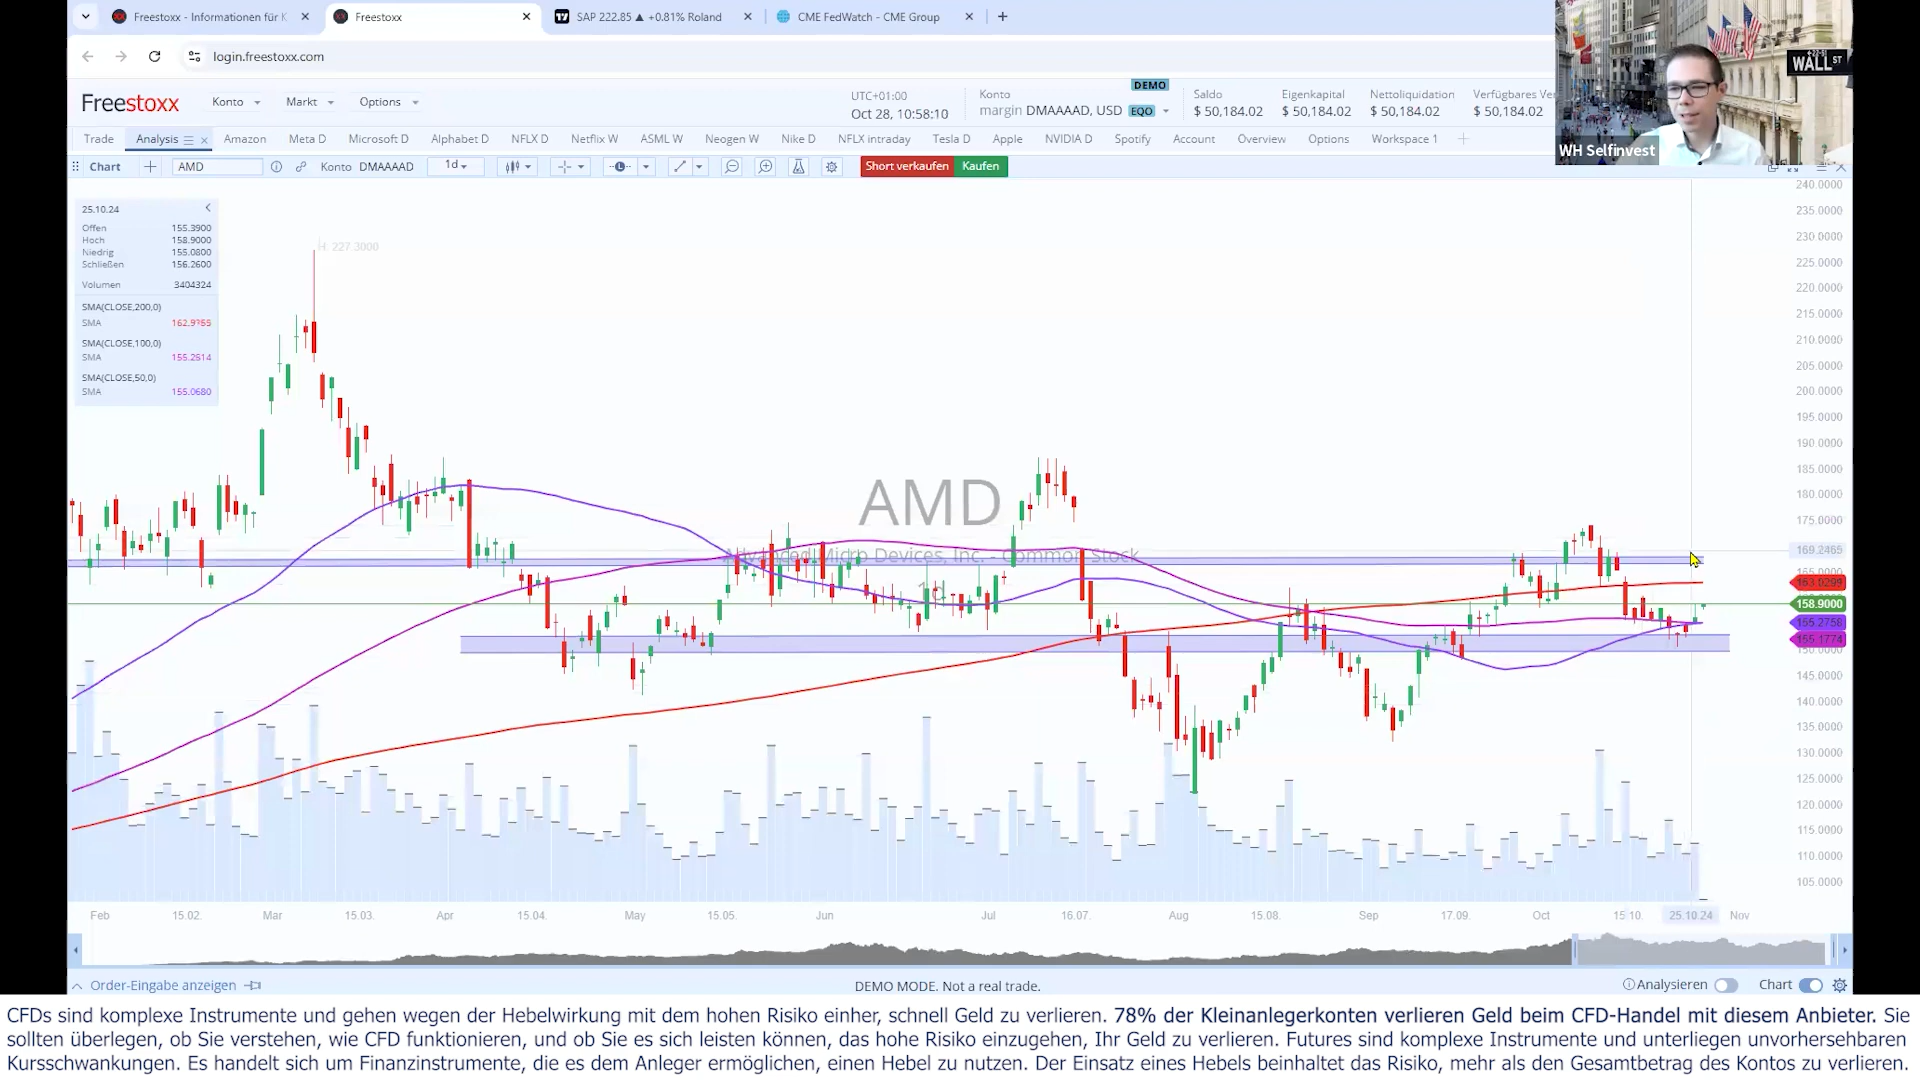 Freestoxx - Informationen für K
Freestoxx
SAP 222.85 ▲ +0.81% Roland
CME FedWatch - CME Group
login.freestoxx.com
WALL ST
WH Selfinvest
Freestoxx
Konto
Markt
Options
UTC+01:00
Oct 28, 10:58:10
DEMO
Konto
margin DMAAAAD, USD EQO
Saldo
$ 50,184.02
Eigenkapital
$ 50,184.02
Nettoliquidation
$ 50,184.02
Verfügbares Ve
$ 50,184.02
Trade Analysis Amazon Meta D Microsoft D Alphabet D NFLX D Netflix W ASML W Neogen W Nike D NFLX intraday Tesla D Apple NVIDIA D Spotify Account Overview Options Workspace 1
Chart AMD Konto DMAAAAD 1d Short verkaufen Kaufen
25.10.24
Offen 155.3900
Hoch 158.9000
Niedrig 155.0800
Schließen 156.2600
Volumen 3404324
SMA(CLOSE,200,0)
SMA
SMA(CLOSE,100,0)
SMA 155.2514
SMA(CLOSE,50,0)
SMA 155.0680
H: 227.3000
AMD
Advanced Micro Devices, Inc. - Common Stock
1d
240.0000
235.0000
230.0000
225.0000
220.0000
215.0000
210.0000
205.0000
200.0000
195.0000
190.0000
185.0000
180.0000
175.0000
169.2465
165.0000
163.0299
158.9000
155.2758
155.1774
150.0000
145.0000
140.0000
135.0000
130.0000
125.0000
120.0000
115.0000
110.0000
105.0000
Feb 15.02. Mar 15.03. Apr 15.04. May 15.05. Jun Jul 16.07. Aug 15.08. Sep 17.09. Oct 15.10. 25.10.24 Nov
Order-Eingabe anzeigen
DEMO MODE. Not a real trade.
Analysieren
Chart
CFDs sind komplexe Instrumente und gehen wegen der Hebelwirkung mit dem hohen Risiko einher, schnell Geld zu verlieren. 78% der Kleinanlegerkonten verlieren Geld beim CFD-Handel mit diesem Anbieter. Sie
sollten überlegen, ob Sie verstehen, wie CFD funktionieren, und ob Sie es sich leisten können, das hohe Risiko einzugehen, Ihr Geld zu verlieren. Futures sind komplexe Instrumente und unterliegen unvorhersehbaren
Kursschwankungen. Es handelt sich um Finanzinstrumente, die es dem Anleger ermöglichen, einen Hebel zu nutzen. Der Einsatz eines Hebels beinhaltet das Risiko, mehr als den Gesamtbetrag des Kontos zu verlieren.